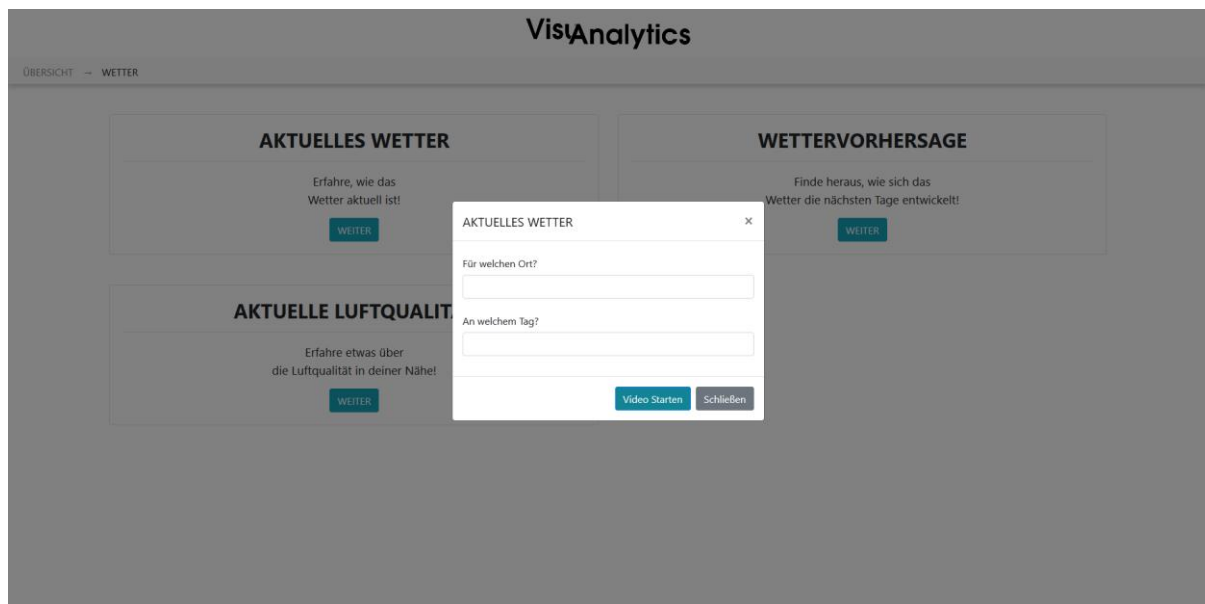 VisuAnalytics
ÜBERSICHT → WETTER
AKTUELLES WETTER
Erfahre, wie das
Wetter aktuell ist!
WEITER
WETTERVORHERSAGE
Finde heraus, wie sich das
Wetter die nächsten Tage entwickelt!
WEITER
AKTUELLE LUFTQUALIT
Erfahre etwas über
die Luftqualität in deiner Nähe!
WEITER
AKTUELLES WETTER ×
Für welchen Ort?
An welchem Tag?
Video Starten Schließen